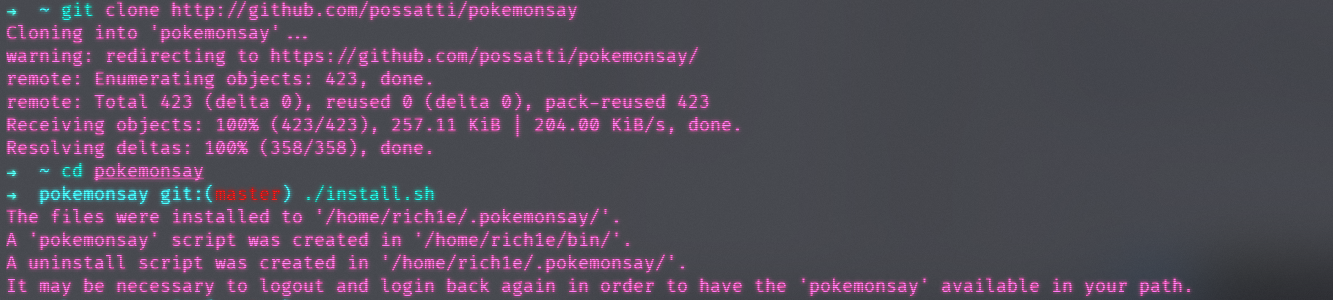 ➜ ~ git clone http://github.com/possatti/pokemonsay
Cloning into 'pokemonsay'...
warning: redirecting to https://github.com/possatti/pokemonsay/
remote: Enumerating objects: 423, done.
remote: Total 423 (delta 0), reused 0 (delta 0), pack-reused 423
Receiving objects: 100% (423/423), 257.11 KiB | 204.00 KiB/s, done.
Resolving deltas: 100% (358/358), done.
➜ ~ cd pokemonsay
➜ pokemonsay git:(master) ./install.sh
The files were installed to '/home/rich1e/.pokemonsay/'.
A 'pokemonsay' script was created in '/home/rich1e/bin/'.
A uninstall script was created in '/home/rich1e/.pokemonsay/'.
It may be necessary to logout and login back again in order to have the 'pokemonsay' available in your path.